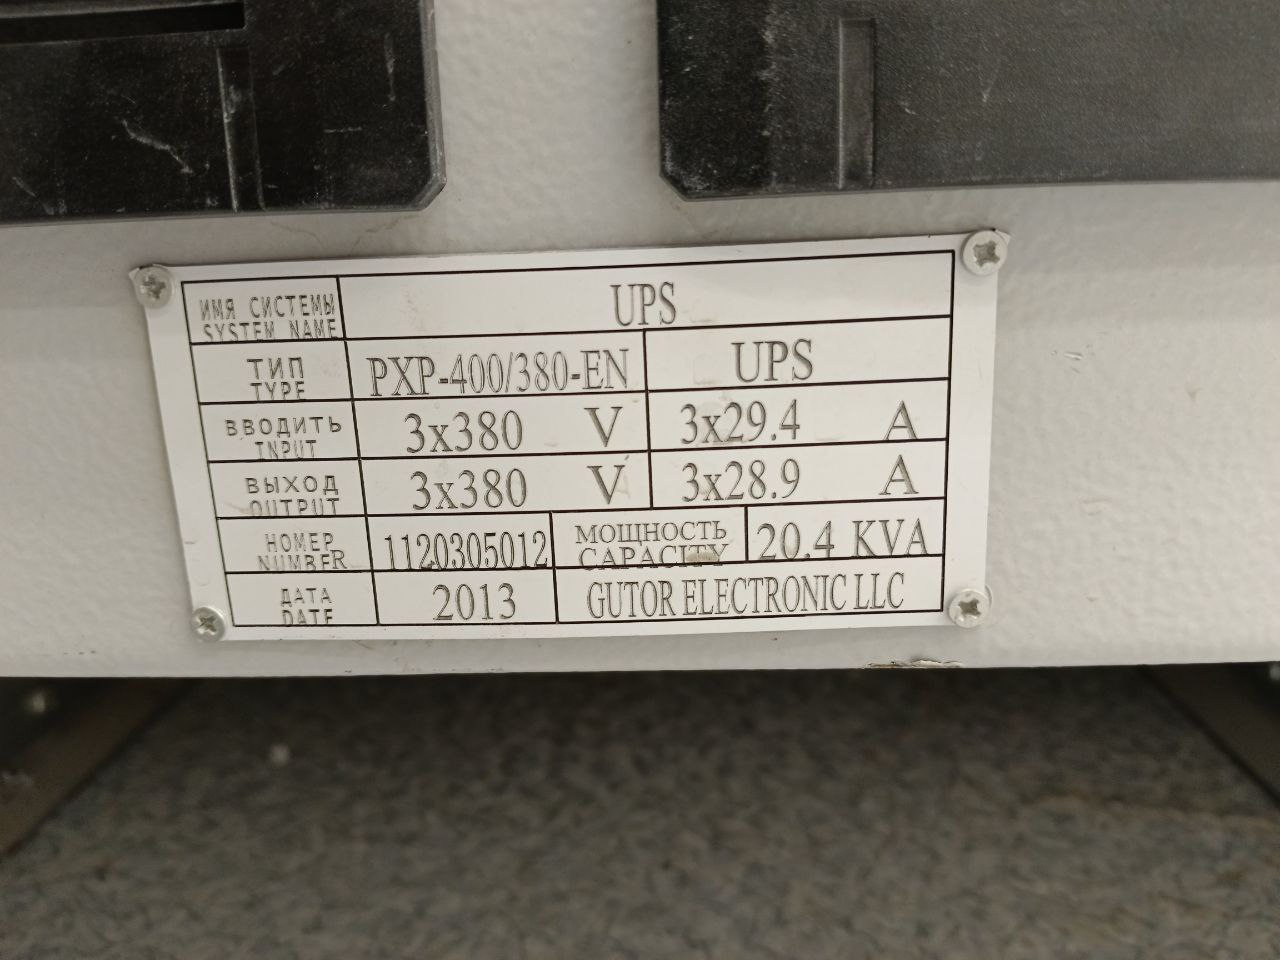 ИМЯ СИСТЕМЫ
SYSTEM NAME
UPS
ТИП
TYPE
PXP-400/380-EN
UPS
ВВОДИТЬ
INPUT
3x380 V
3x29.4 A
ВЫХОД
OUTPUT
3x380 V
3x28.9 A
НОМЕР
NUMBER
1120305012
МОЩНОСТЬ
CAPACITY
20.4 KVA
ДАТА
DATE
2013
GUTOR ELECTRONIC LLC